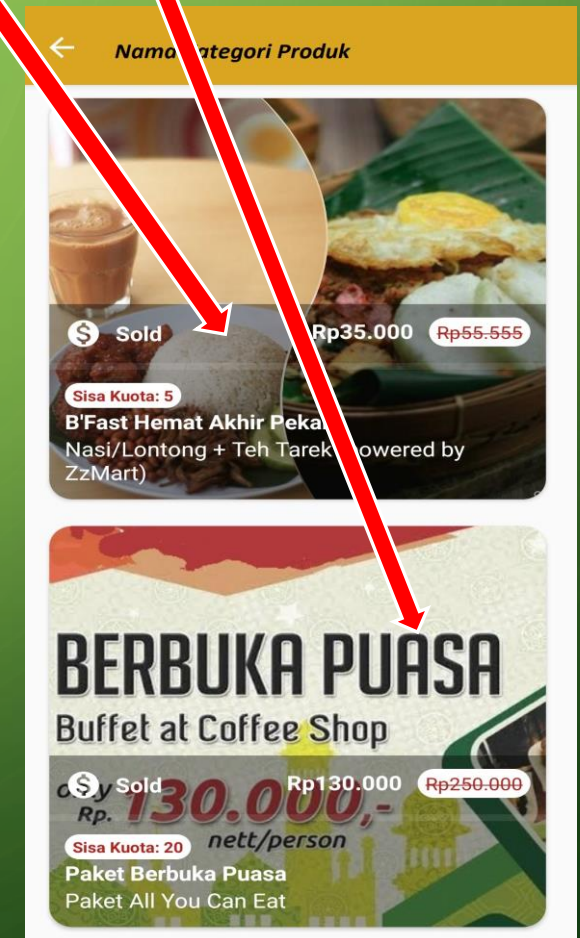 Nama Kategori Produk
Sold
Rp35.000
Rp55.555
Sisa Kuota: 5
B'Fast Hemat Akhir Pekan
Nasi/Lontong + Teh Tarek (powered by
ZzMart)
BERBUKA PUASA
Buffet at Coffee Shop
Sold
Rp130.000
Rp250.000
only
Rp. 130.000,-
nett/person
Sisa Kuota: 20
Paket Berbuka Puasa
Paket All You Can Eat